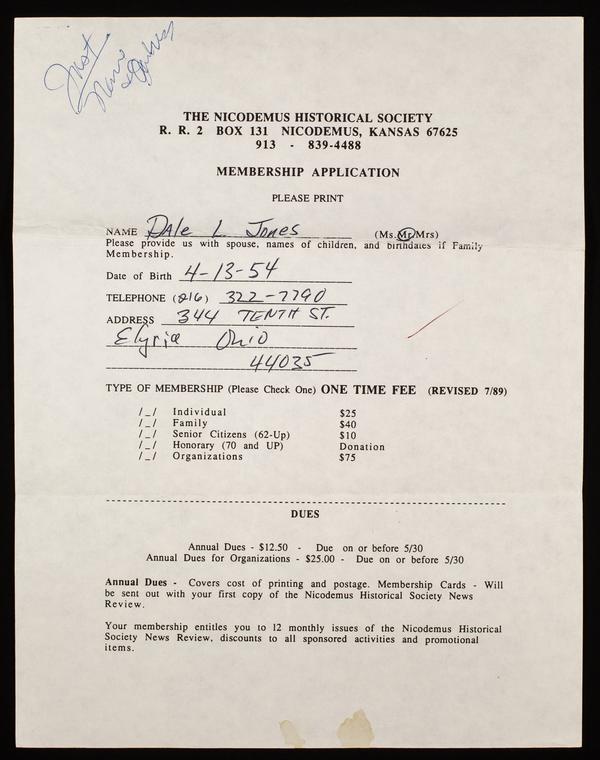 Just
News
THE NICODEMUS HISTORICAL SOCIETY
R. R. 2 BOX 131 NICODEMUS, KANSAS 67625
913 - 839-4488
MEMBERSHIP APPLICATION
PLEASE PRINT
NAME Dale L Jones (Ms.Mr.Mrs)
Please provide us with spouse, names of children, and birthdates if Family
Membership.
Date of Birth 4-13-54
TELEPHONE (216) 322-7790
ADDRESS 344 TENTH ST.
Elyria Ohio
44035
TYPE OF MEMBERSHIP (Please Check One) ONE TIME FEE (REVISED 7/89)
/_/ Individual $25
/_/ Family $40
/_/ Senior Citizens (62-Up) $10
/_/ Honorary (70 and UP) Donation
/_/ Organizations $75
DUES
Annual Dues - $12.50 - Due on or before 5/30
Annual Dues for Organizations - $25.00 - Due on or before 5/30
Annual Dues - Covers cost of printing and postage. Membership Cards - Will
be sent out with your first copy of the Nicodemus Historical Society News
Review.
Your membership entitles you to 12 monthly issues of the Nicodemus Historical
Society News Review, discounts to all sponsored activities and promotional
items.